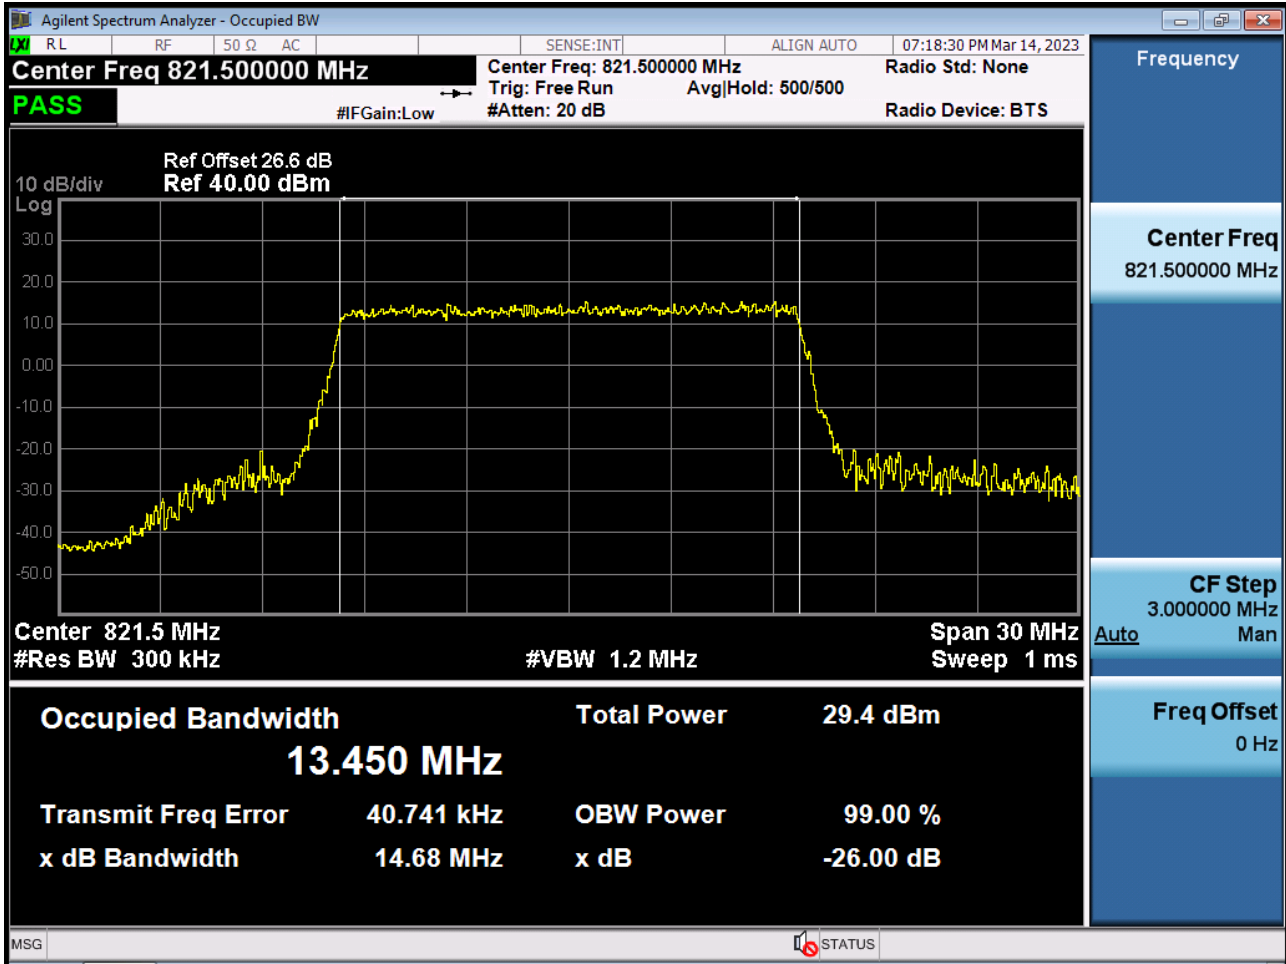 Agilent Spectrum Analyzer - Occupied BW
LXI RL RF 50 Ω AC SENSE:INT ALIGN AUTO 07:18:30 PM Mar 14, 2023
Center Freq 821.500000 MHz
PASS
#IFGain:Low
Center Freq: 821.500000 MHz
Trig: Free Run Avg|Hold: 500/500
#Atten: 20 dB
Radio Std: None
Radio Device: BTS
Ref Offset 26.6 dB
10 dB/div Ref 40.00 dBm
Log
30.0
20.0
10.0
0.00
-10.0
-20.0
-30.0
-40.0
-50.0
Center 821.5 MHz Span 30 MHz
#Res BW 300 kHz #VBW 1.2 MHz Sweep 1 ms
Occupied Bandwidth Total Power 29.4 dBm
13.450 MHz
Transmit Freq Error 40.741 kHz OBW Power 99.00 %
x dB Bandwidth 14.68 MHz x dB -26.00 dB
MSG STATUS
Frequency
Center Freq
821.500000 MHz
CF Step
3.000000 MHz
Auto Man
Freq Offset
0 Hz